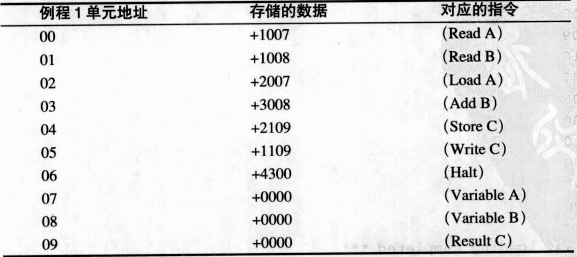 例程1单元地址 存储的数据 对应的指令
00 +1007 (Read A)
01 +1008 (Read B)
02 +2007 (Load A)
03 +3008 (Add B)
04 +2109 (Store C)
05 +1109 (Write C)
06 +4300 (Halt)
07 +0000 (Variable A)
08 +0000 (Variable B)
09 +0000 (Result C)